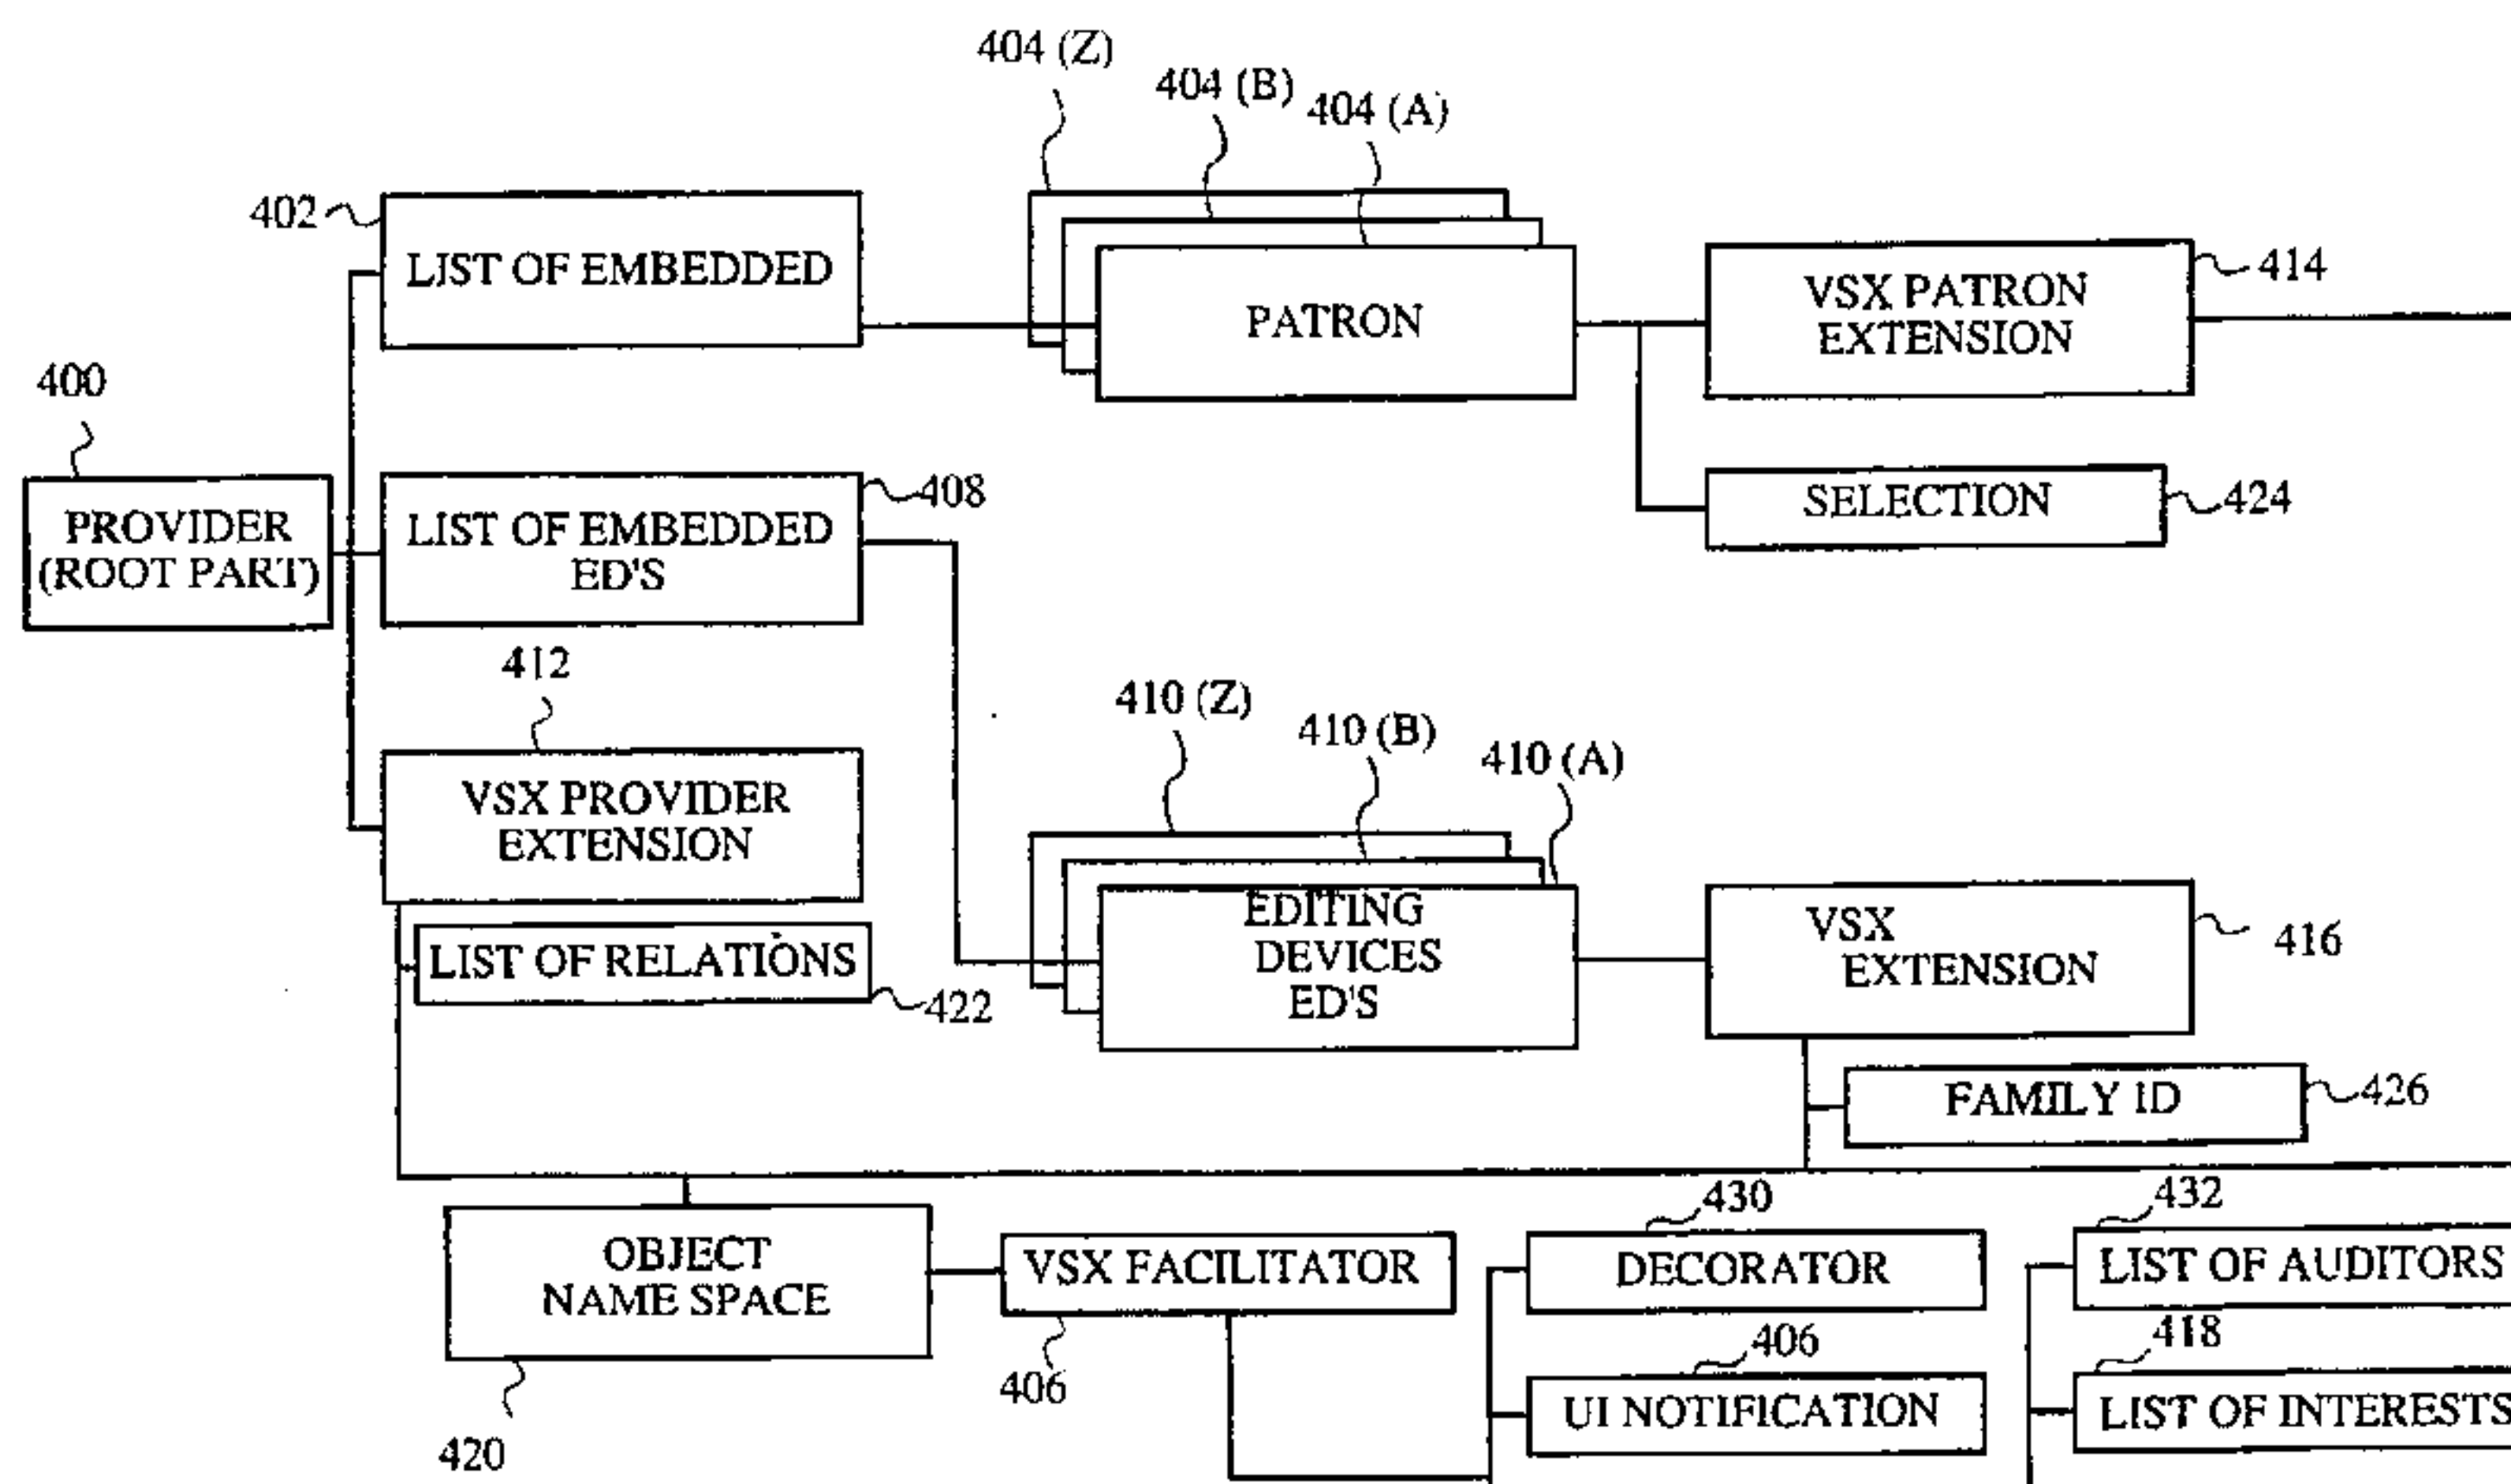 404 (Z)
404 (B)
404 (A)
402
LIST OF EMBEDDED
PATRON
VSX PATRON
EXTENSION
414
400
PROVIDER
(ROOT PART)
LIST OF EMBEDDED
ED'S
408
SELECTION
424
412
VSX PROVIDER
EXTENSION
410 (Z)
410 (B)
410 (A)
LIST OF RELATIONS
422
EDITING
DEVICES
ED'S
VSX
EXTENSION
416
FAMILY ID
426
OBJECT
NAME SPACE
420
VSX FACILITATOR
406
430
DECORATOR
406
UI NOTIFICATION
432
LIST OF AUDITORS
418
LIST OF INTERESTS